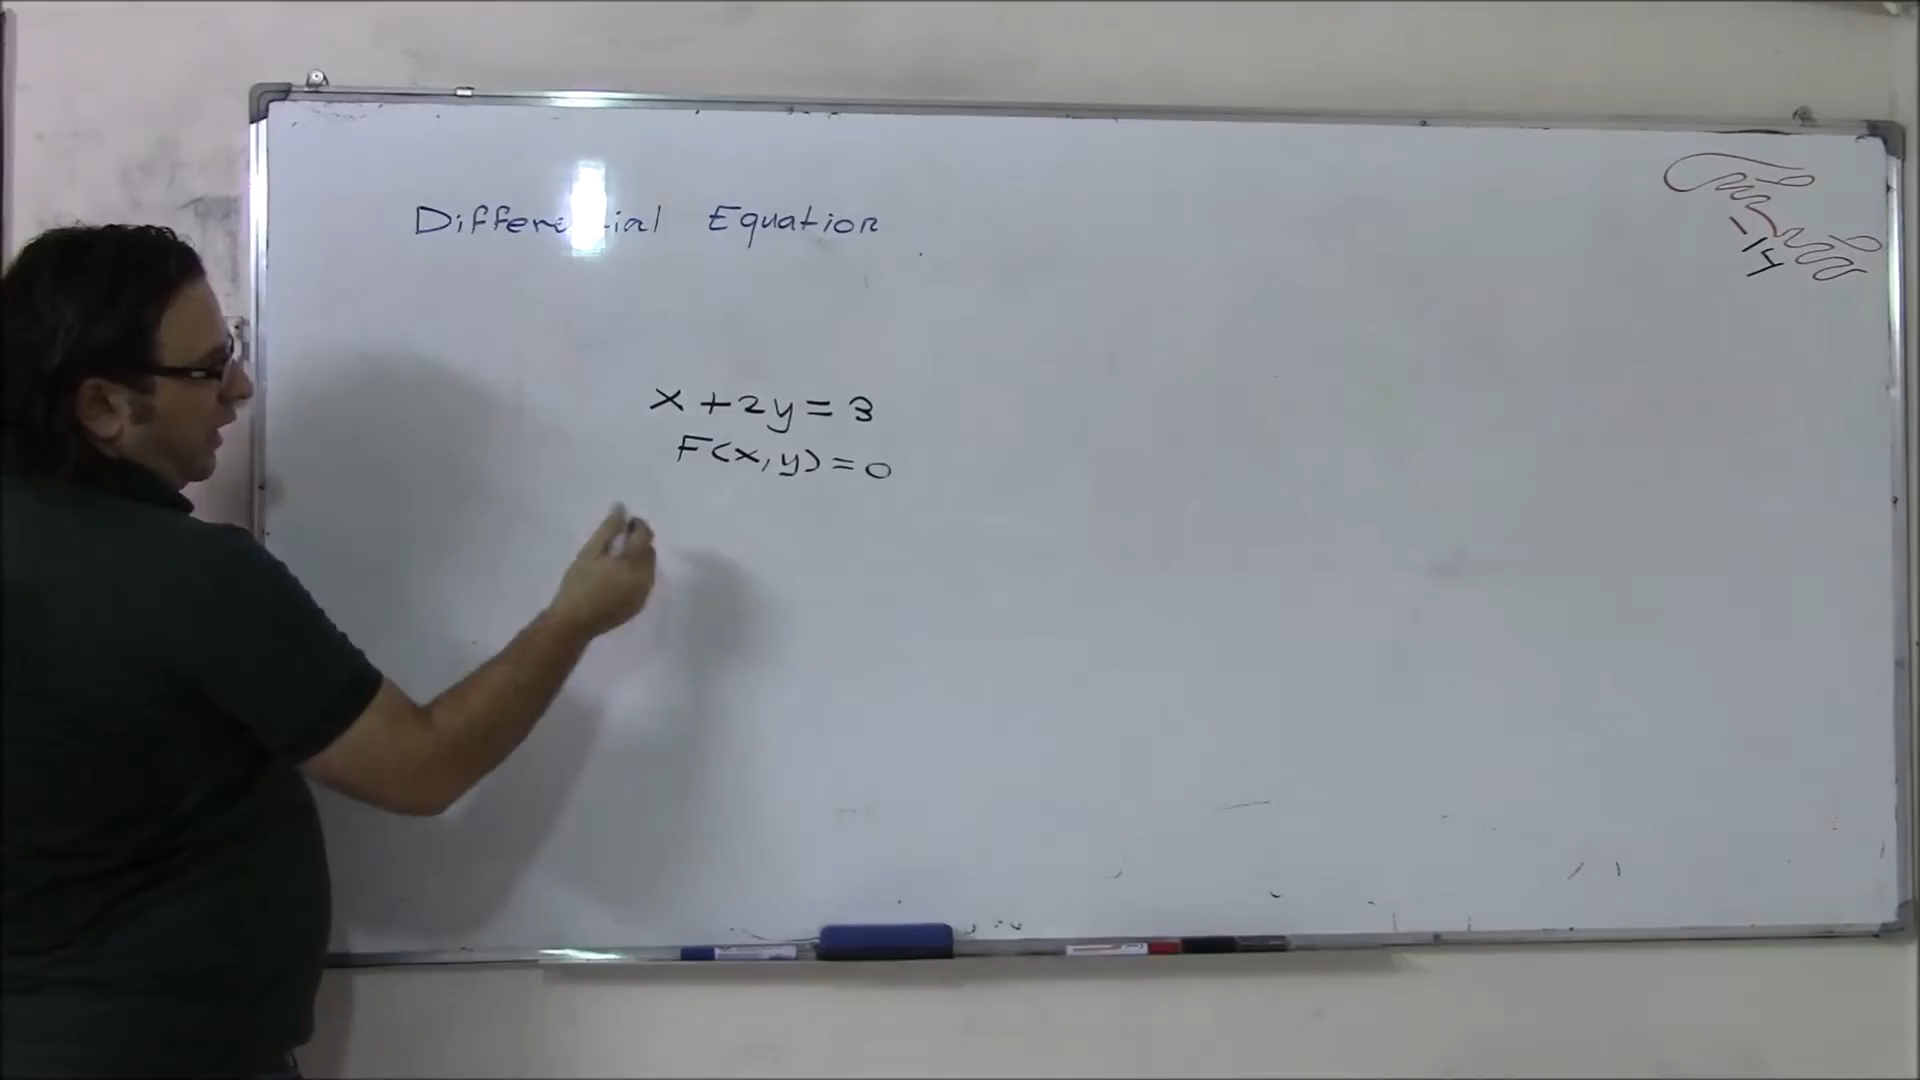 Differential Equation
x + 2y = 3
F(x, y) = 0